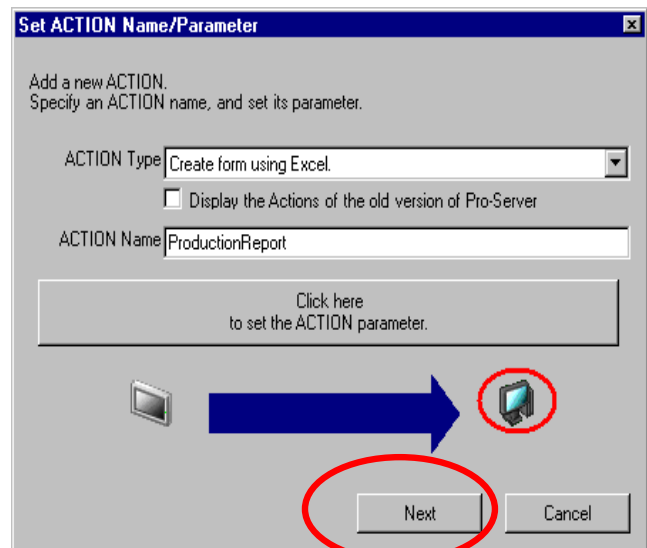 Set ACTION Name/Parameter
Add a new ACTION.
Specify an ACTION name, and set its parameter.
ACTION Type Create form using Excel.
Display the Actions of the old version of Pro-Server
ACTION Name ProductionReport
Click here
to set the ACTION parameter.
Next Cancel